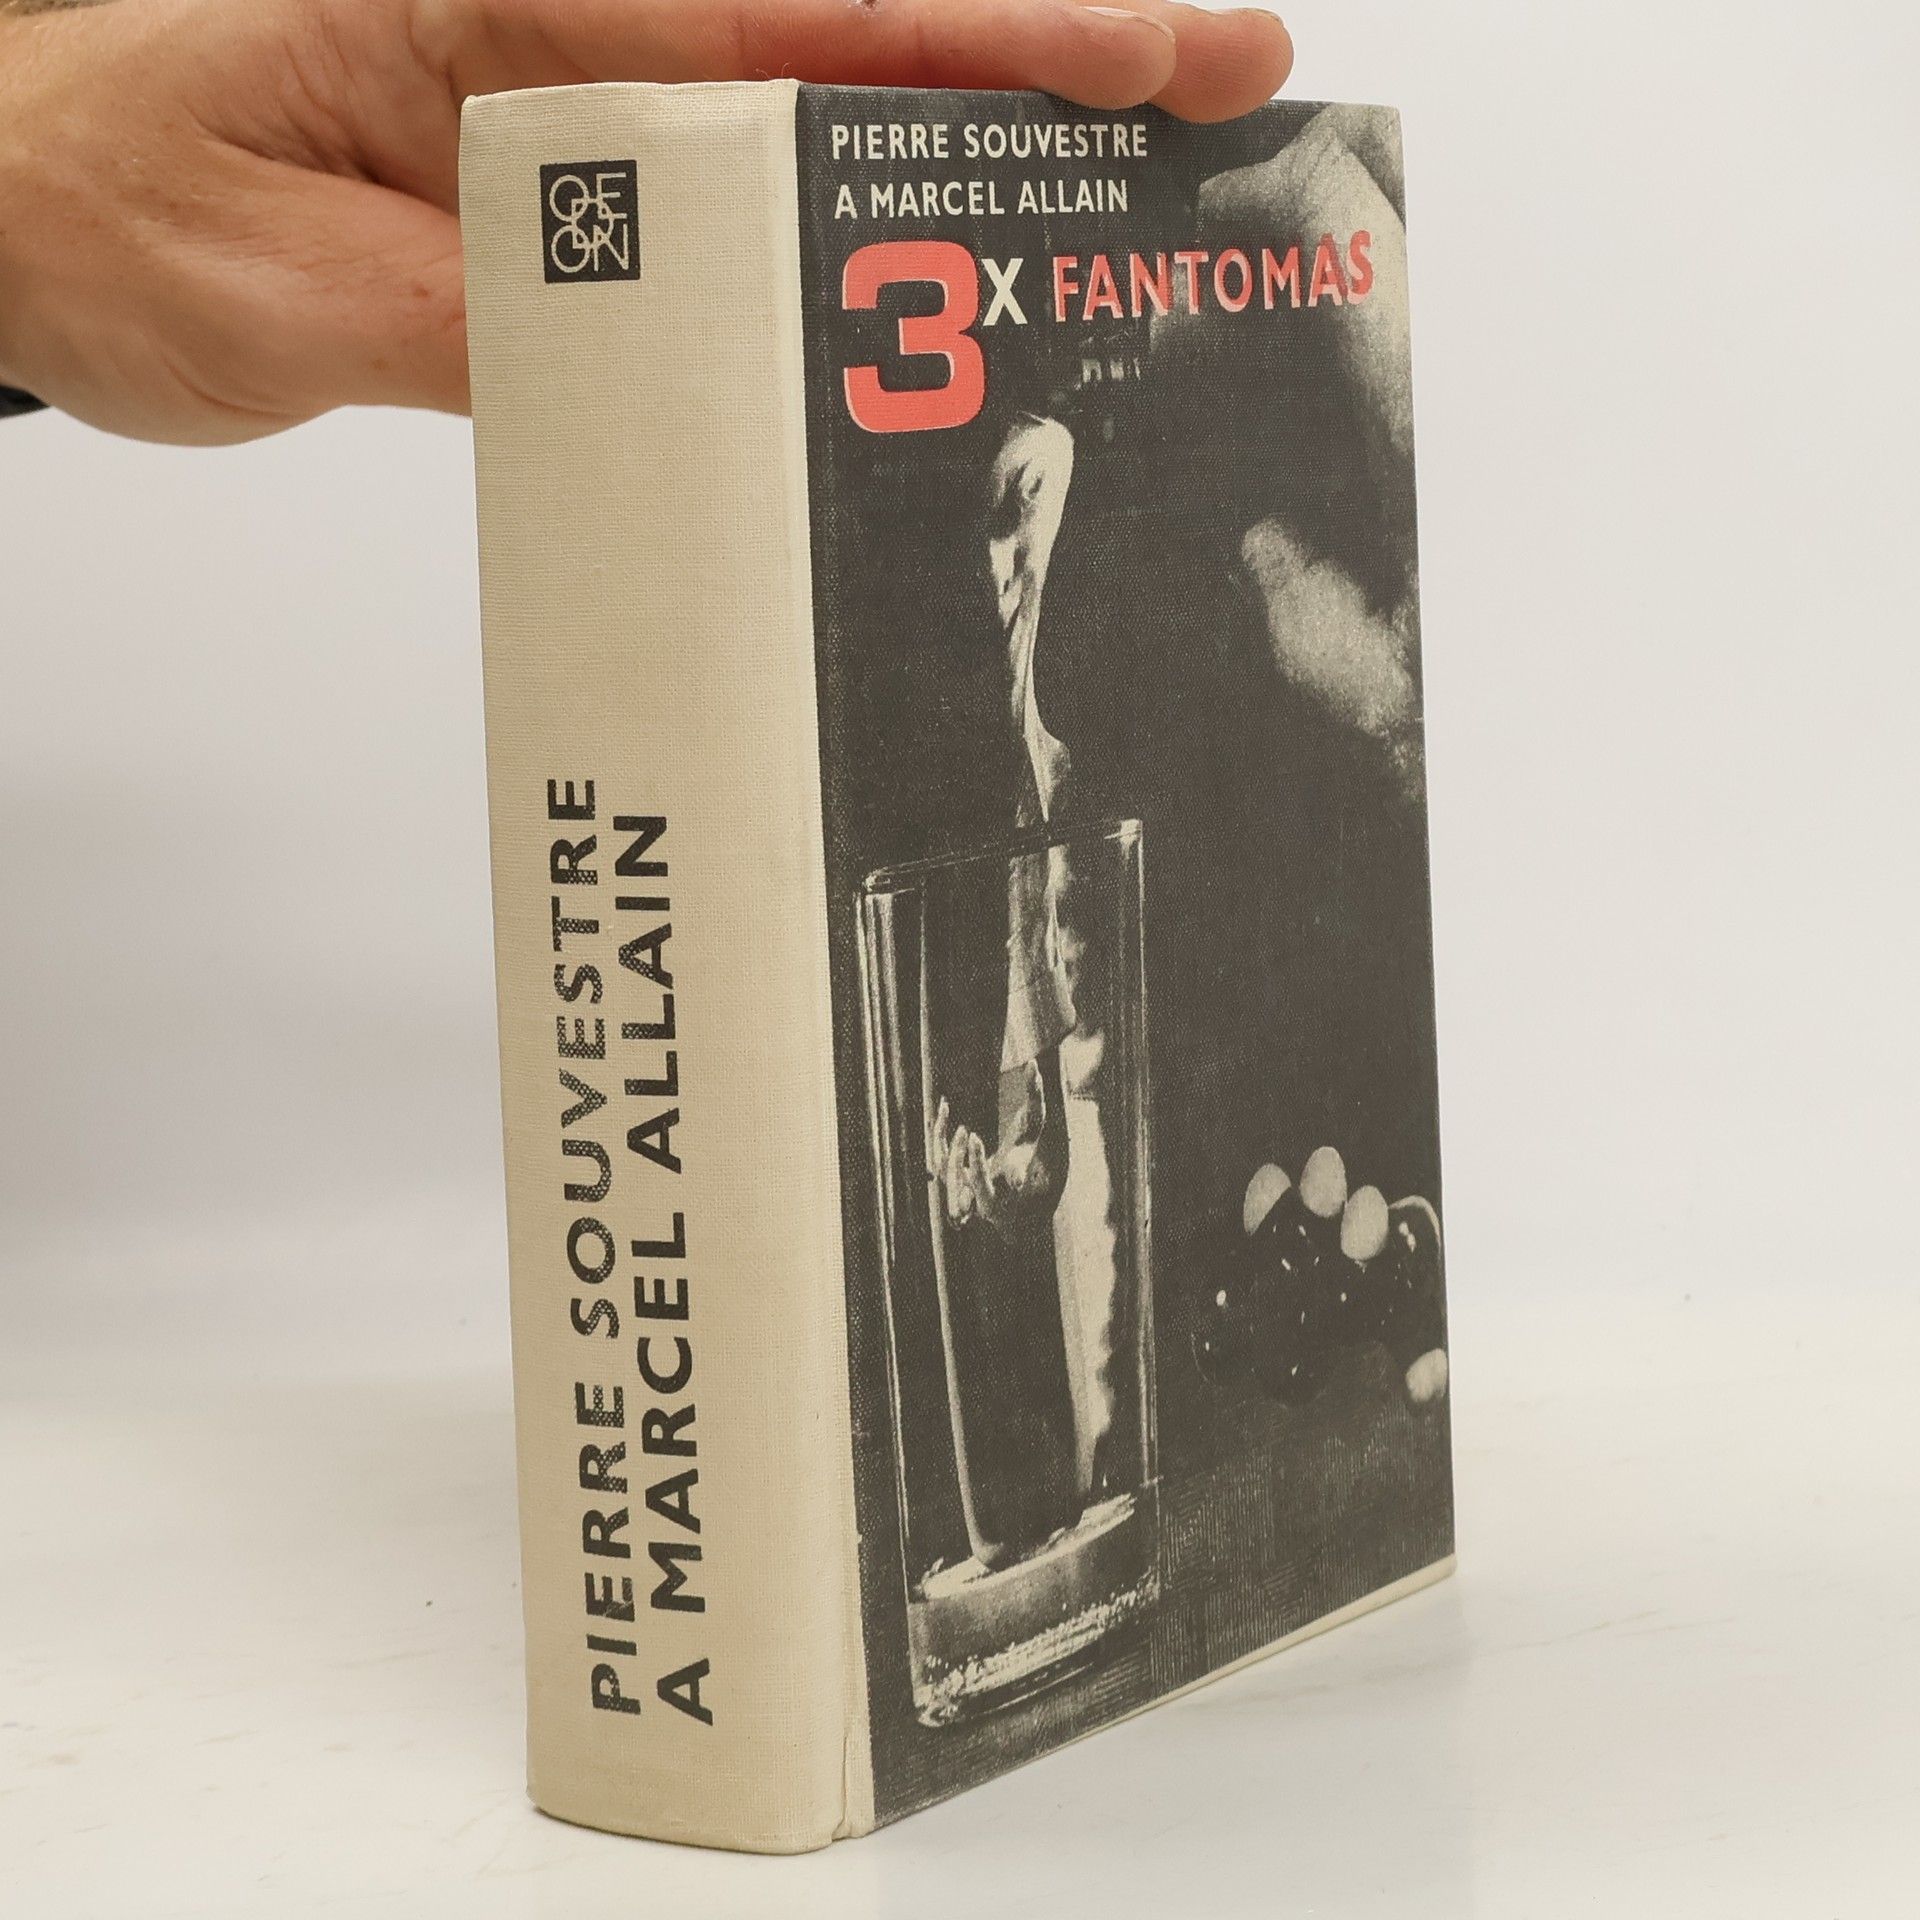 ODEON
PIERRE SOUVESTRE
A MARCEL ALLAIN
PIERRE SOUVESTRE
A MARCEL ALLAIN
3X FANTOMAS